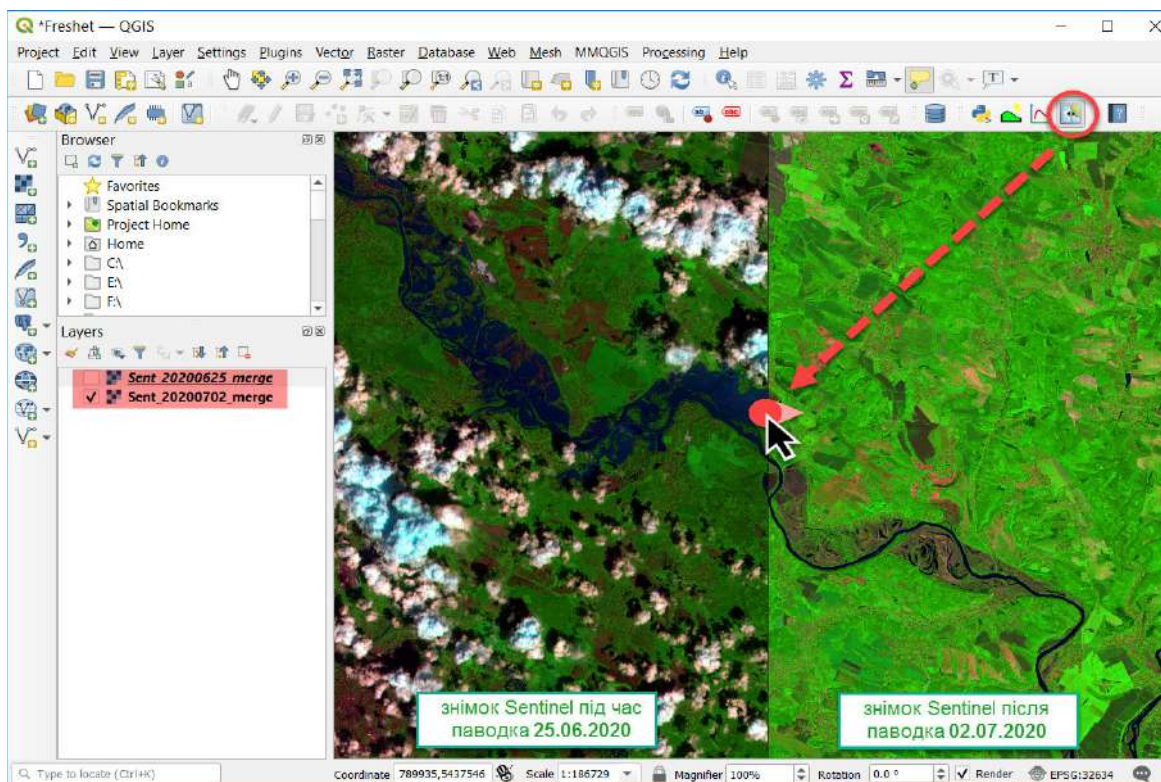 *Freshet — QGIS
Project Edit View Layer Settings Plugins Vector Raster Database Web Mesh MMQGIS Processing Help
Browser
Favorites
Spatial Bookmarks
Project Home
Home
C:\
E:\
F:\
Layers
Sent_20200625_merge
Sent_20200702_merge
знімок Sentinel під час
паводка 25.06.2020
знімок Sentinel після
паводка 02.07.2020
Type to locate (Ctrl+K) Coordinate 789935,5437546 Scale 1:186729 Magnifier 100% Rotation 0.0 ° Render EPSG:32634